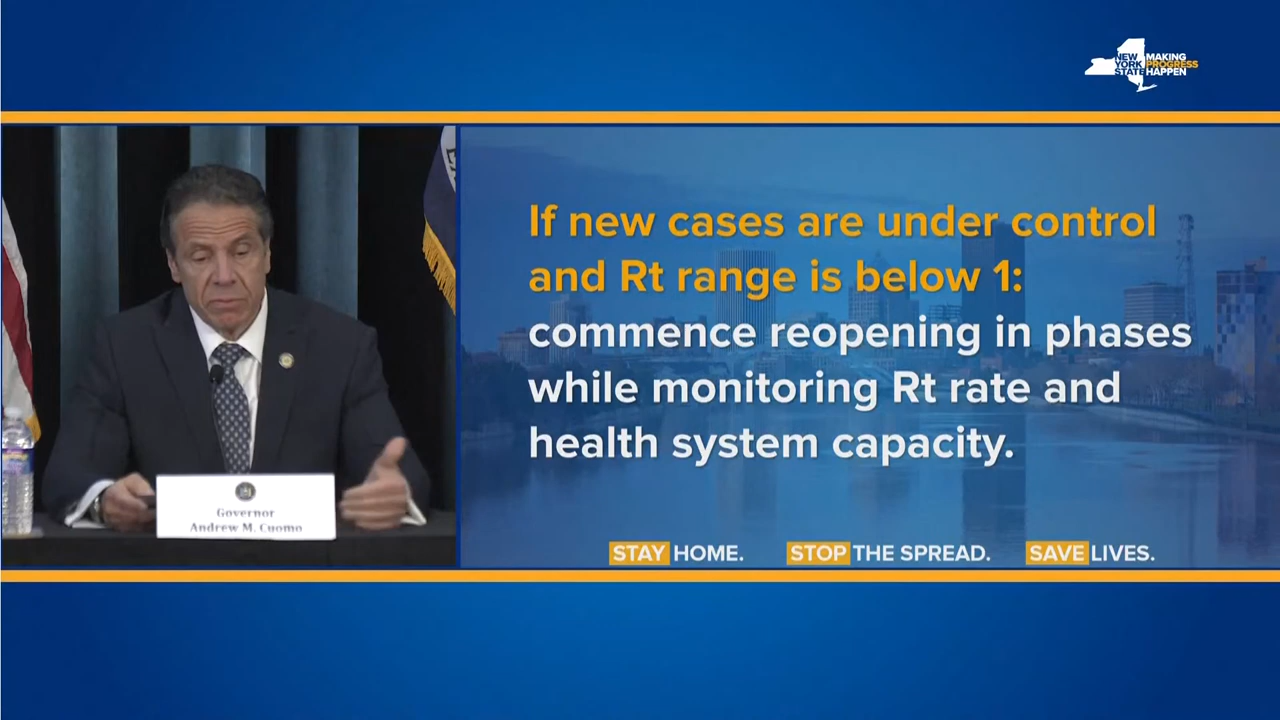 NEW
YORK
STATE
MAKING
PROGRESS
HAPPEN
If new cases are under control
and Rt range is below 1:
commence reopening in phases
while monitoring Rt rate and
health system capacity.
Governor
Andrew M. Cuomo
STAY HOME. STOP THE SPREAD. SAVE LIVES.